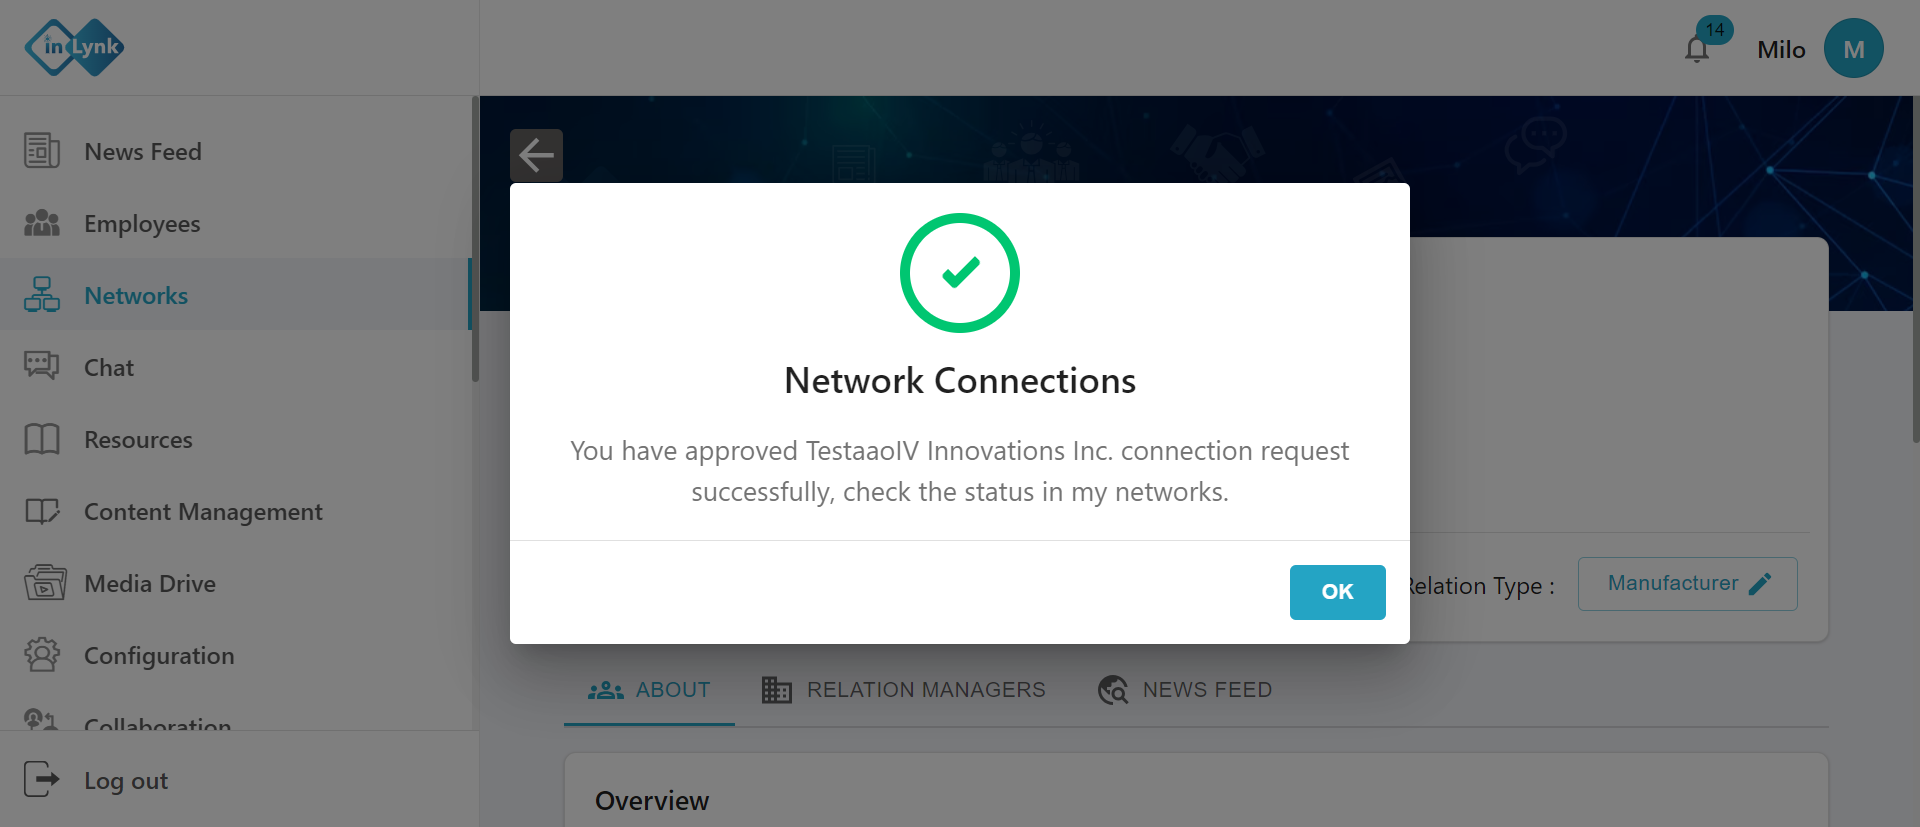 in Lynk
14
Milo
M
News Feed
Employees
Networks
Chat
Resources
Content Management
Media Drive
Configuration
Collaboration
Log out
Network Connections
You have approved TestaaoIV Innovations Inc. connection request
successfully, check the status in my networks.
OK
Relation Type :
Manufacturer
ABOUT
RELATION MANAGERS
NEWS FEED
Overview